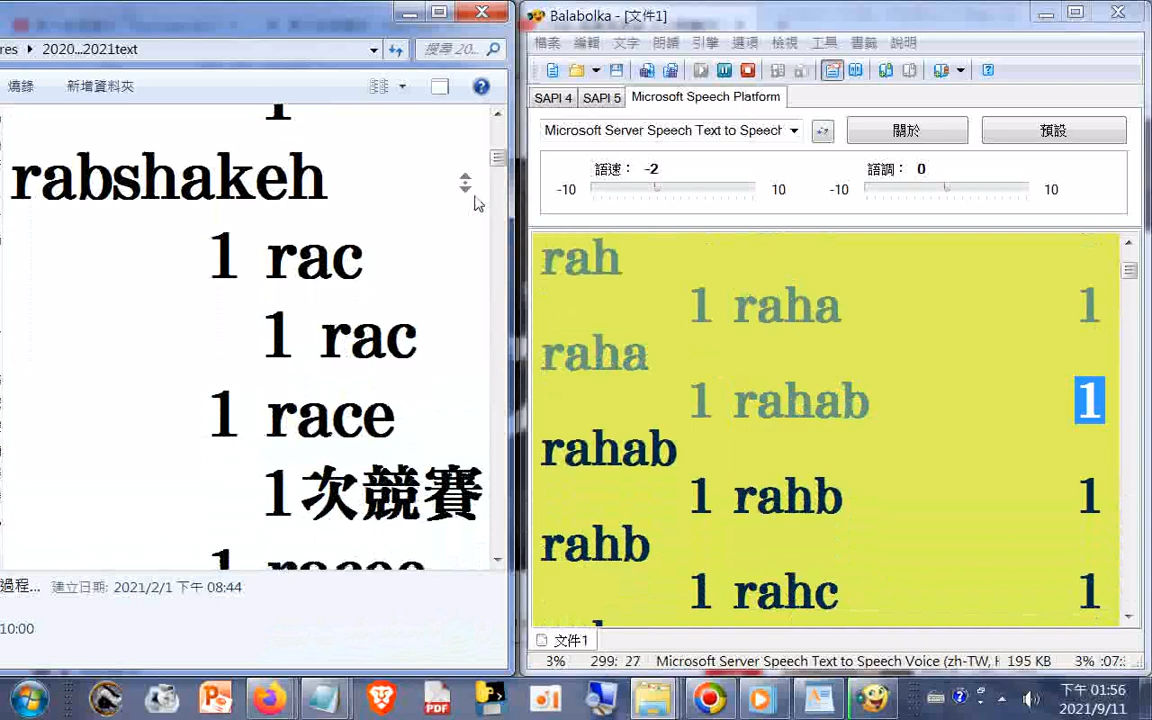 res ▸ 2020...2021text
搜尋 20...
燒錄 新增資料夾
1
rabshakeh
1 rac
1 rac
1 race
1次競賽
過程... 建立日期: 2021/2/1 下午 08:44
10:00
Balabolka - [文件1]
檔案 編輯 文字 朗讀 引擎 選項 檢視 工具 書籤 說明
SAPI 4 SAPI 5 Microsoft Speech Platform
Microsoft Server Speech Text to Speech 關於 預設
語速： -2 語調： 0
-10 10 -10 10
rah
1 raha 1
raha
1 rahab 1
rahab
1 rahb 1
rahb
1 rahc 1
文件1
3% 299: 27 Microsoft Server Speech Text to Speech Voice (zh-TW, H 195 KB 3% :07:
PDF
下午 01:56
2021/9/11